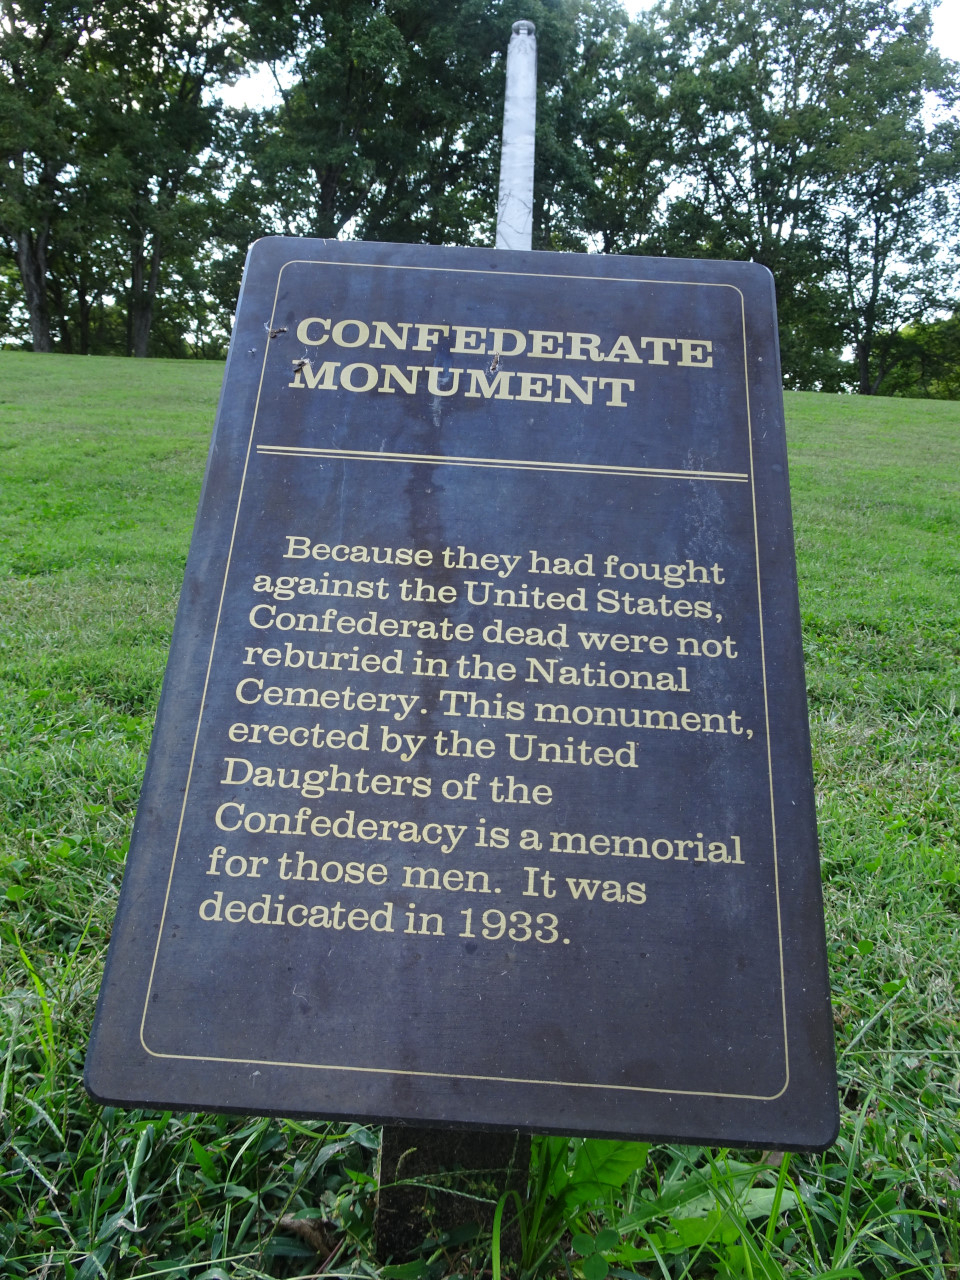 CONFEDERATE
MONUMENT
Because they had fought
against the United States,
Confederate dead were not
reburied in the National
Cemetery. This monument,
erected by the United
Daughters of the
Confederacy is a memorial
for those men. It was
dedicated in 1933.